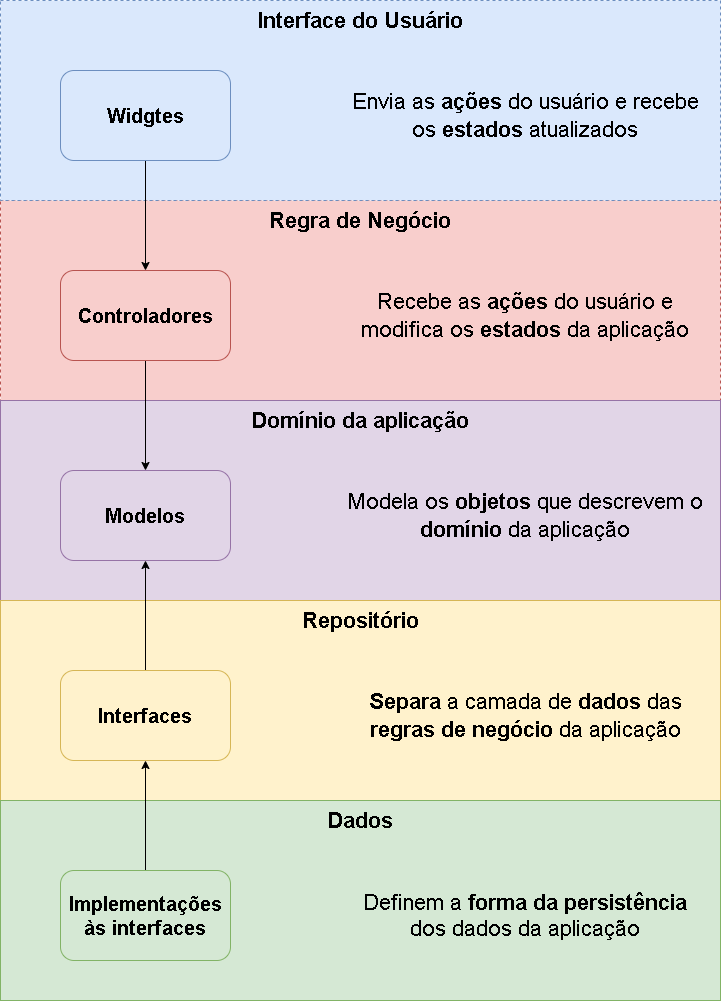 Interface do Usuário
Widgtes
Envia as ações do usuário e recebe
os estados atualizados
Regra de Negócio
Controladores
Recebe as ações do usuário e
modifica os estados da aplicação
Domínio da aplicação
Modelos
Modela os objetos que descrevem o
domínio da aplicação
Repositório
Interfaces
Separa a camada de dados das
regras de negócio da aplicação
Dados
Implementações
às interfaces
Definem a forma da persistência
dos dados da aplicação